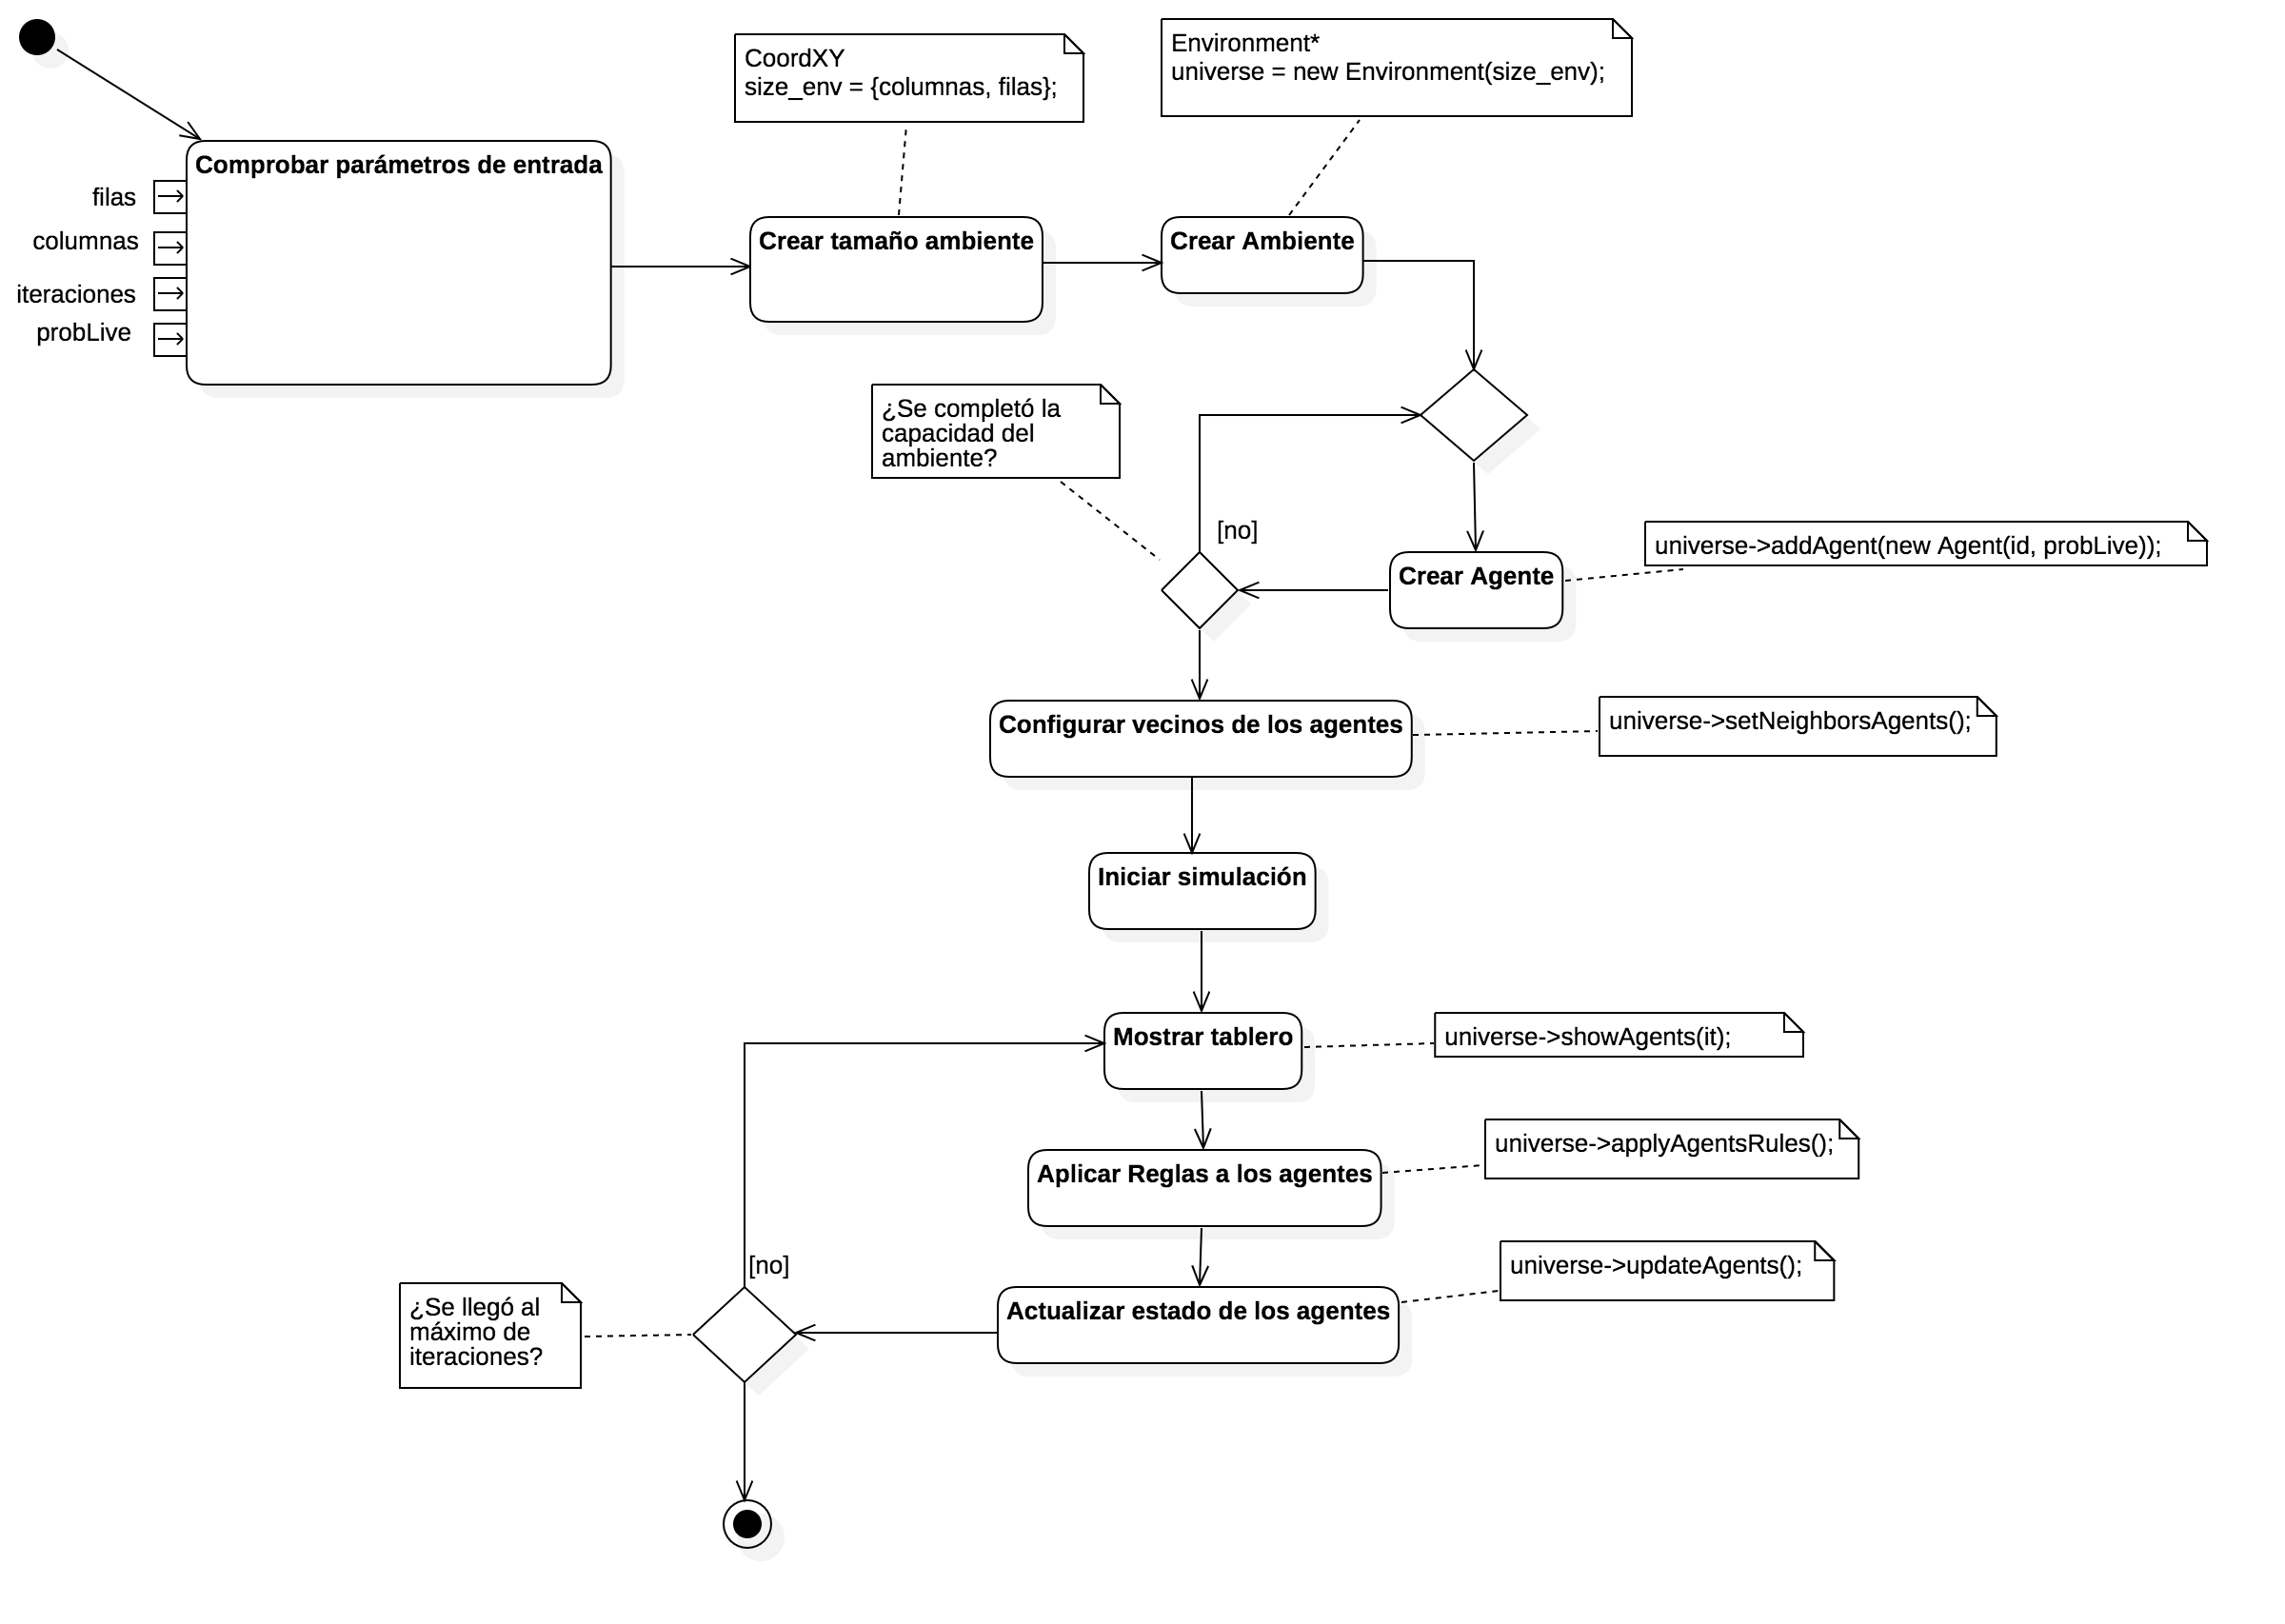 CoordXY
size_env = {columnas, filas};
Environment*
universe = new Environment(size_env);
Comprobar parámetros de entrada
filas
columnas
iteraciones
probLive
Crear tamaño ambiente
Crear Ambiente
¿Se completó la
capacidad del
ambiente?
[no]
universe->addAgent(new Agent(id, probLive));
Crear Agente
Configurar vecinos de los agentes
universe->setNeighborsAgents();
Iniciar simulación
Mostrar tablero
universe->showAgents(it);
universe->applyAgentsRules();
Aplicar Reglas a los agentes
[no]
universe->updateAgents();
¿Se llegó al
máximo de
iteraciones?
Actualizar estado de los agentes